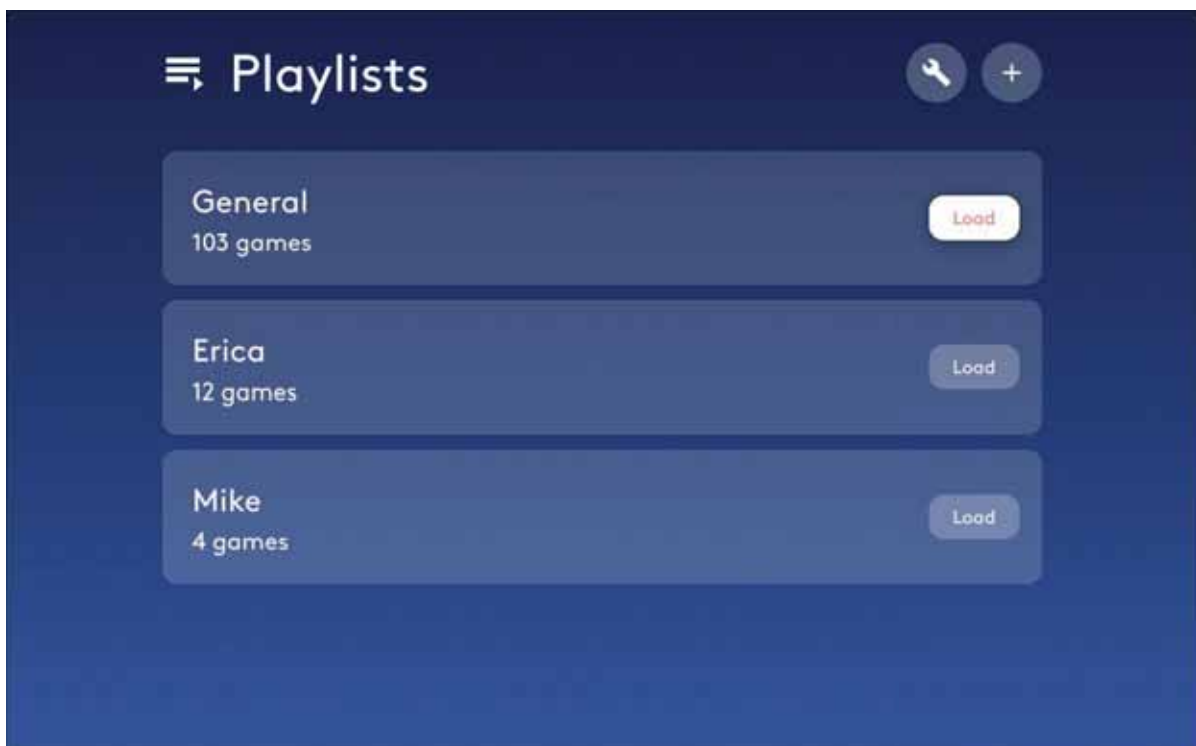 Playlists
General
103 games
Load
Erica
12 games
Load
Mike
4 games
Load